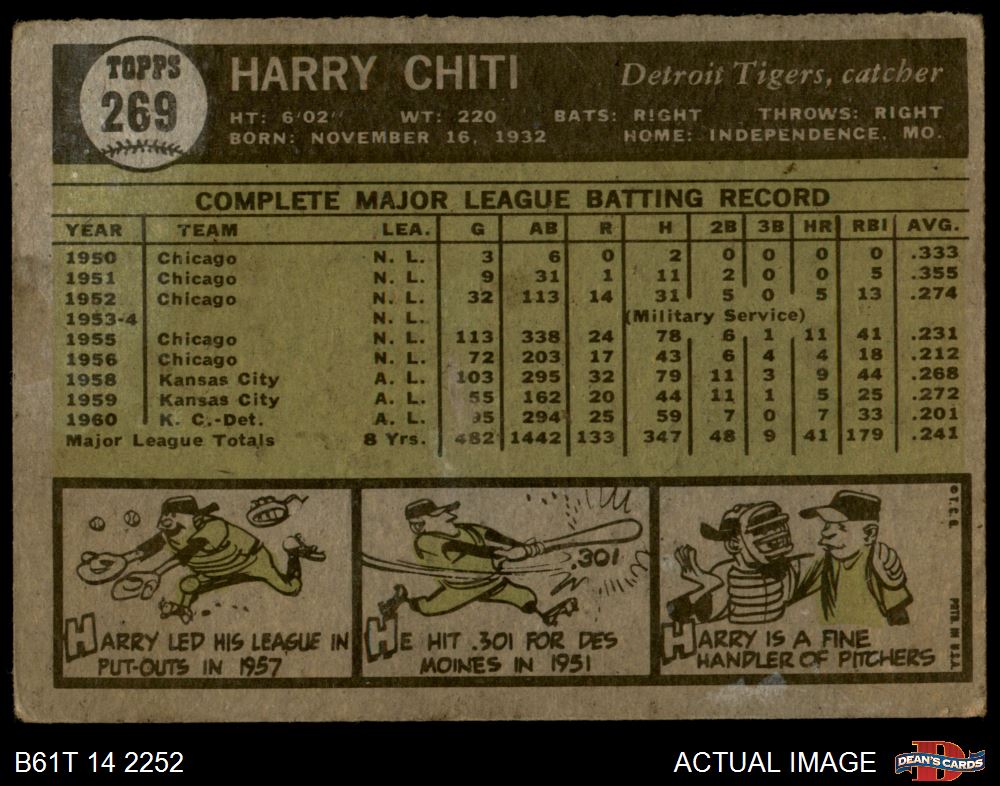 TOPPS
269
HARRY CHITI
Detroit Tigers, catcher
HT: 6'02" WT: 220 BATS: RIGHT THROWS: RIGHT
BORN: NOVEMBER 16, 1932 HOME: INDEPENDENCE, MO.
COMPLETE MAJOR LEAGUE BATTING RECORD
YEAR TEAM LEA. G AB R H 2B 3B HR RBI AVG.
1950 Chicago N. L. 3 6 0 2 0 0 0 0 .333
1951 Chicago N. L. 9 31 1 11 2 0 0 5 .355
1952 Chicago N. L. 32 113 14 31 5 0 5 13 .274
1953-4 N. L. (Military Service)
1955 Chicago N. L. 113 338 24 78 6 1 11 41 .231
1956 Chicago N. L. 72 203 17 43 6 4 4 18 .212
1958 Kansas City A. L. 103 295 32 79 11 3 9 44 .268
1959 Kansas City A. L. 55 162 20 44 11 1 5 25 .272
1960 K. C.-Det. A. L. 95 294 25 59 7 0 7 33 .201
Major League Totals 8 Yrs. 482 1442 133 347 48 9 41 179 .241
HARRY LED HIS LEAGUE IN
PUT-OUTS IN 1957
.301
HE HIT .301 FOR DES
MOINES IN 1951
HARRY IS A FINE
HANDLER OF PITCHERS
© T. C. G.
PRTD. IN U.S.A.
B61T 14 2252
ACTUAL IMAGE
DEAN'S CARDS